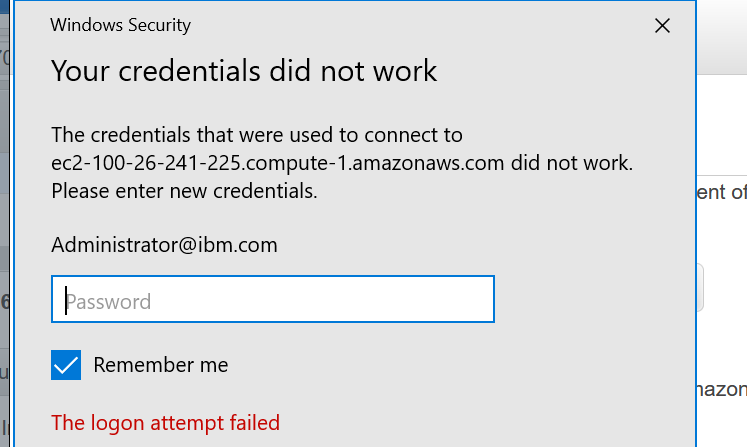 Windows Security
Your credentials did not work
The credentials that were used to connect to
ec2-100-26-241-225.compute-1.amazonaws.com did not work.
Please enter new credentials.
ent of
Administrator@ibm.com
Password
Remember me
The logon attempt failed